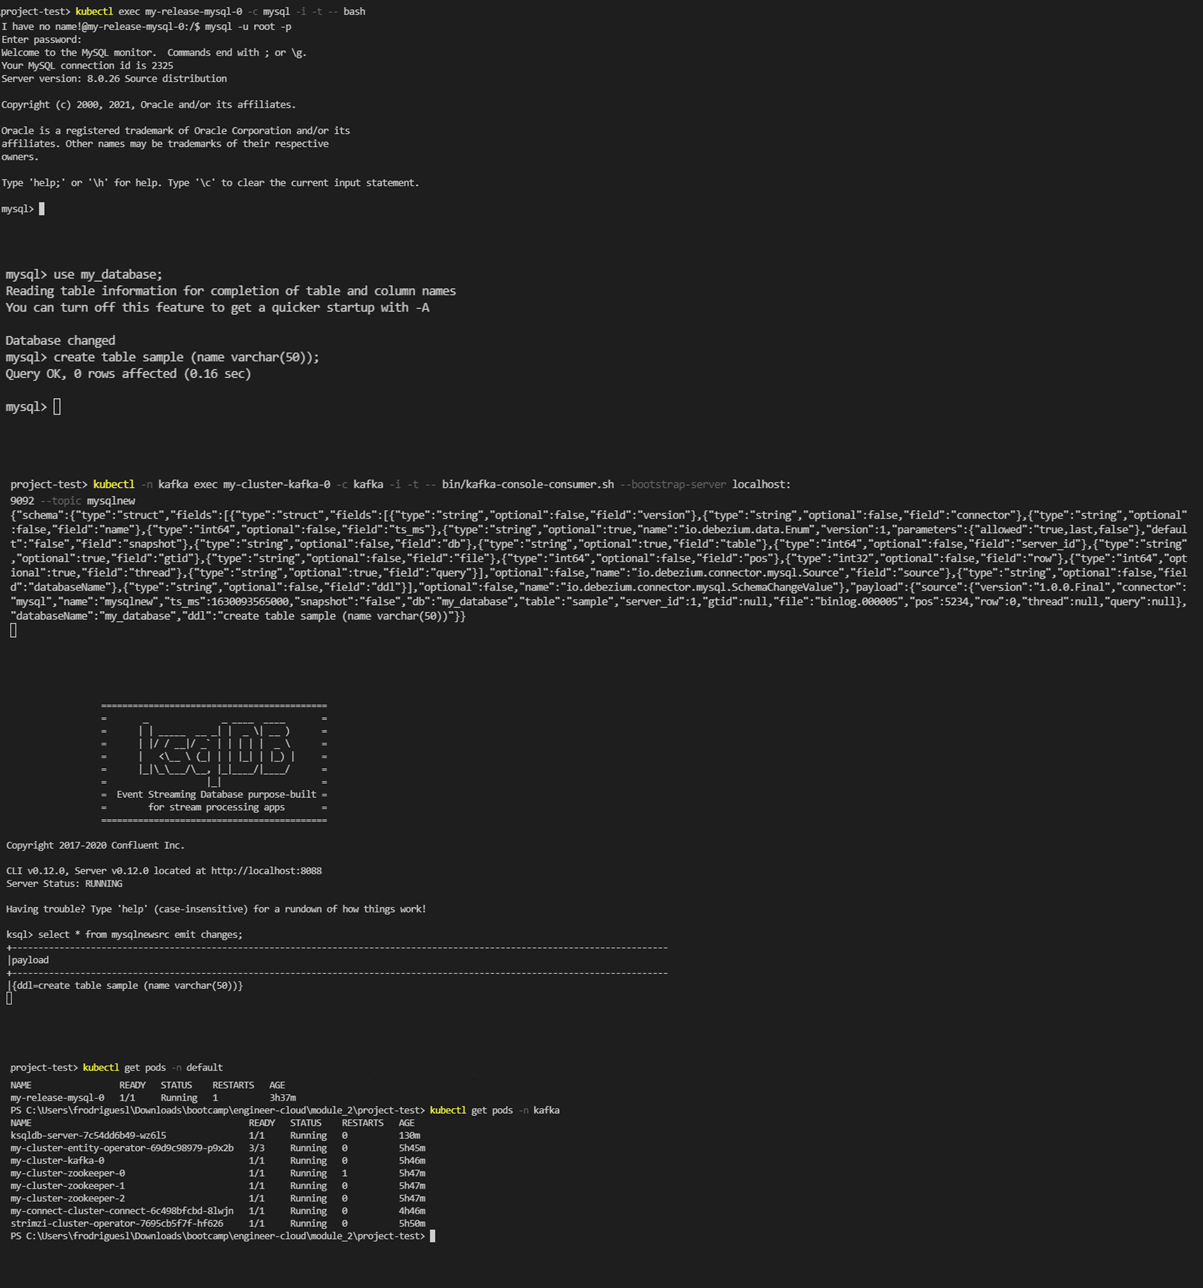 project-test> kubectl exec my-release-mysql-0 -c mysql -i -t -- bash
I have no name!@my-release-mysql-0:/$ mysql -u root -p
Enter password:
Welcome to the MySQL monitor.  Commands end with ; or \g.
Your MySQL connection id is 2325
Server version: 8.0.26 Source distribution
Copyright (c) 2000, 2021, Oracle and/or its affiliates.
Oracle is a registered trademark of Oracle Corporation and/or its
affiliates. Other names may be trademarks of their respective
owners.
Type 'help;' or '\h' for help. Type '\c' to clear the current input statement.
mysql>
mysql> use my_database;
Reading table information for completion of table and column names
You can turn off this feature to get a quicker startup with -A
Database changed
mysql> create table sample (name varchar(50));
Query OK, 0 rows affected (0.16 sec)
mysql>
project-test> kubectl -n kafka exec my-cluster-kafka-0 -c kafka -i -t -- bin/kafka-console-consumer.sh --bootstrap-server localhost:
9092 --topic mysqlnew
{"schema":{"type":"struct","fields":[{"type":"struct","fields":[{"type":"string","optional":false,"field":"version"},{"type":"string","optional":false,"field":"connector"},{"type":"string","optional"
:false,"field":"name"},{"type":"int64","optional":false,"field":"ts_ms"},{"type":"string","optional":true,"name":"io.debezium.data.Enum","version":1,"parameters":{"allowed":"true,last,false"},"defaul
t":"false","field":"snapshot"},{"type":"string","optional":false,"field":"db"},{"type":"string","optional":true,"field":"table"},{"type":"int64","optional":false,"field":"server_id"},{"type":"string"
,"optional":true,"field":"gtid"},{"type":"string","optional":false,"field":"file"},{"type":"int64","optional":false,"field":"pos"},{"type":"int32","optional":false,"field":"row"},{"type":"int64","opt
ional":true,"field":"thread"},{"type":"string","optional":true,"field":"query"}],"optional":false,"name":"io.debezium.connector.mysql.Source","field":"source"},{"type":"string","optional":false,"fiel
d":"databaseName"},{"type":"string","optional":false,"field":"ddl"}],"optional":false,"name":"io.debezium.connector.mysql.SchemaChangeValue"},"payload":{"source":{"version":"1.0.0.Final","connector":
"mysql","name":"mysqlnew","ts_ms":1630093565000,"snapshot":"false","db":"my_database","table":"sample","server_id":1,"gtid":null,"file":"binlog.000005","pos":5234,"row":0,"thread":null,"query":null},
"databaseName":"my_database","ddl":"create table sample (name varchar(50))"}}
ksqlDB
Event Streaming Database purpose-built
for stream processing apps
Copyright 2017-2020 Confluent Inc.
CLI v0.12.0, Server v0.12.0 located at http://localhost:8088
Server Status: RUNNING
Having trouble? Type 'help' (case-insensitive) for a rundown of how things work!
ksql> select * from mysqlnewsrc emit changes;
|payload
|{ddl=create table sample (name varchar(50))}
project-test> kubectl get pods -n default
NAME READY STATUS RESTARTS AGE
my-release-mysql-0 1/1 Running 1 3h37m
PS C:\Users\frodriguesl\Downloads\bootcamp\engineer-cloud\module_2\project-test> kubectl get pods -n kafka
NAME READY STATUS RESTARTS AGE
ksqldb-server-7c54dd6b49-wz6l5 1/1 Running 0 130m
my-cluster-entity-operator-69d9c98979-p9x2b 3/3 Running 0 5h45m
my-cluster-kafka-0 1/1 Running 0 5h46m
my-cluster-zookeeper-0 1/1 Running 1 5h47m
my-cluster-zookeeper-1 1/1 Running 0 5h47m
my-cluster-zookeeper-2 1/1 Running 0 5h47m
my-connect-cluster-connect-6c498bfcbd-8lwjn 1/1 Running 0 4h46m
strimzi-cluster-operator-7695cb5f7f-hf626 1/1 Running 0 5h50m
PS C:\Users\frodriguesl\Downloads\bootcamp\engineer-cloud\module_2\project-test>